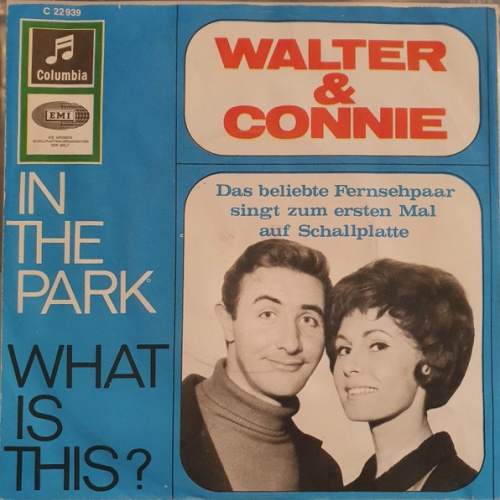 C 22 939
Columbia
EMI
WALTER
&
CONNIE
IN
THE
PARK
WHAT
IS
THIS?
Das beliebte Fernsehpaar
singt zum ersten Mal
auf Schallplatte